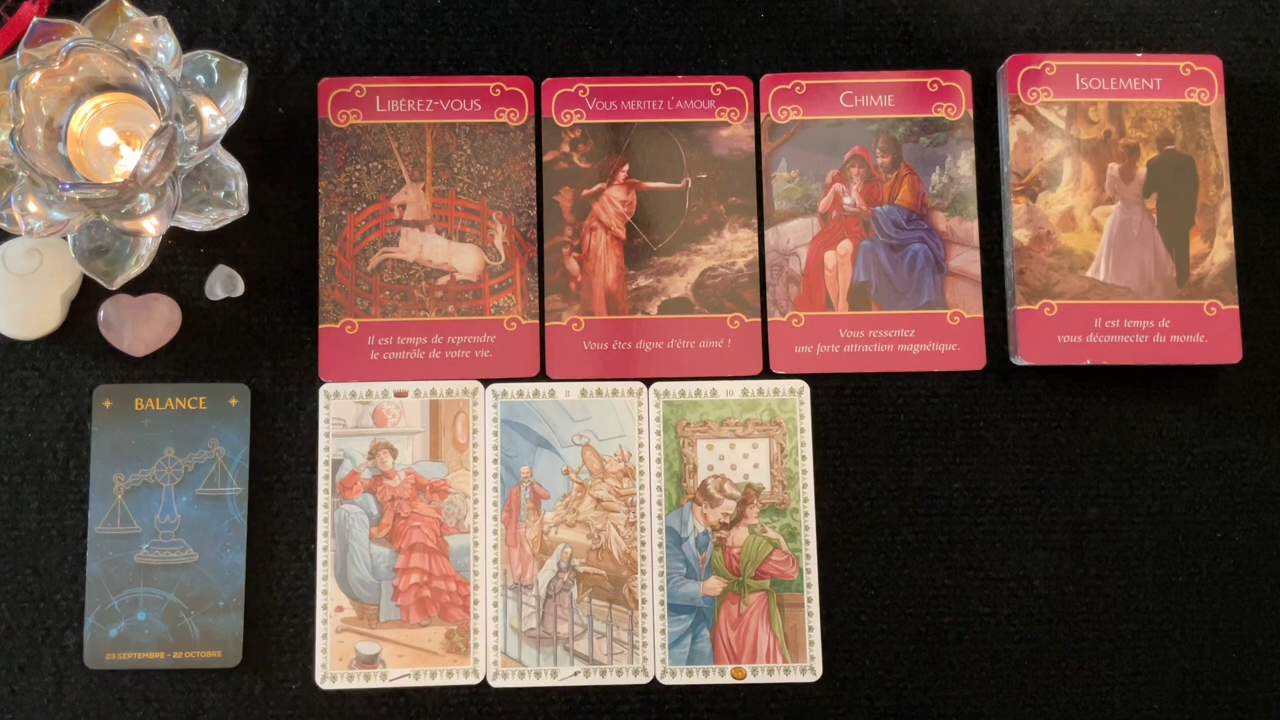 LIBÉREZ-VOUS
Il est temps de reprendre
le contrôle de votre vie.
VOUS MÉRITEZ L'AMOUR
Vous êtes digne d'être aimé !
CHIMIE
Vous ressentez
une forte attraction magnétique.
ISOLEMENT
Il est temps de
vous déconnecter du monde.
BALANCE
23 SEPTEMBRE – 22 OCTOBRE
8
10